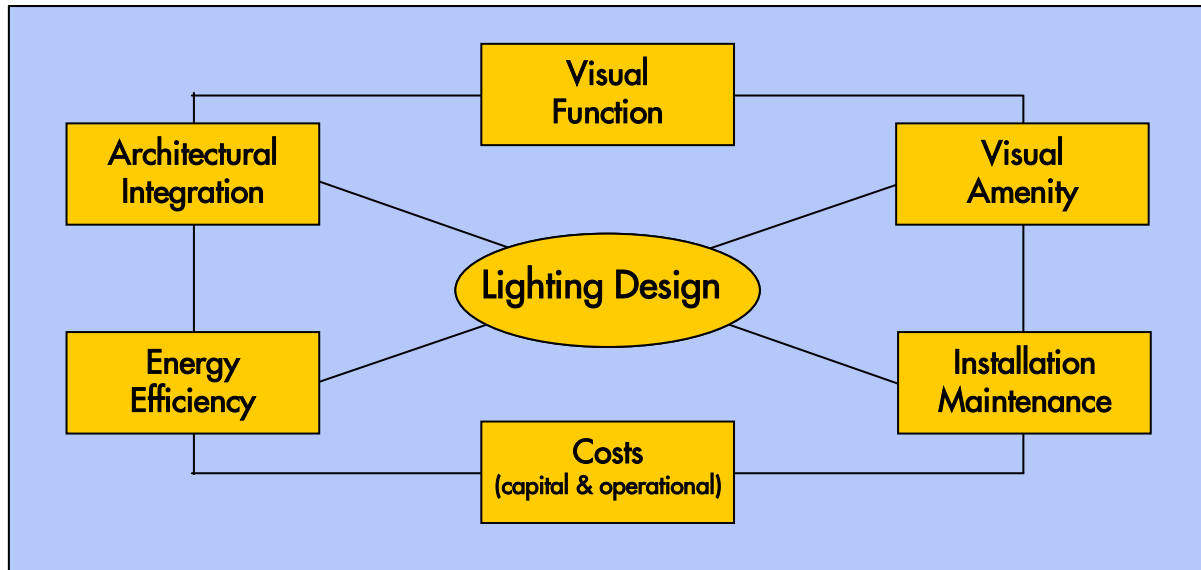 Visual
Function
Architectural
Integration
Visual
Amenity
Lighting Design
Energy
Efficiency
Installation
Maintenance
Costs
(capital & operational)